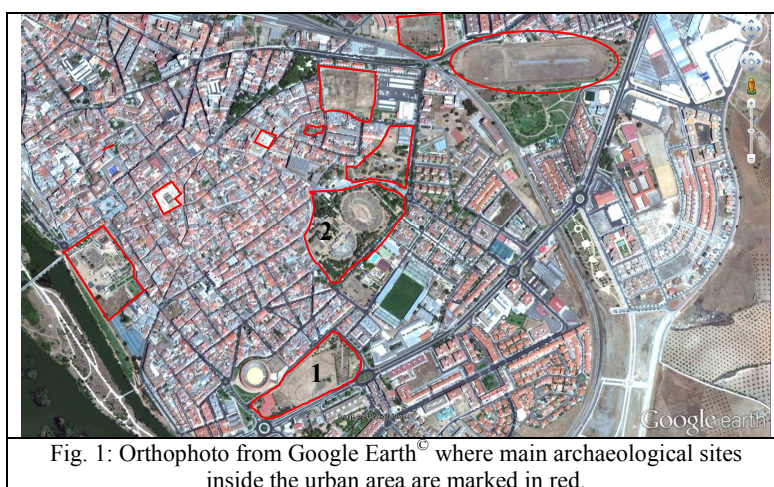 2
1
Google earth
Fig. 1: Orthophoto from Google Earth© where main archaeological sites
inside the urban area are marked in red.